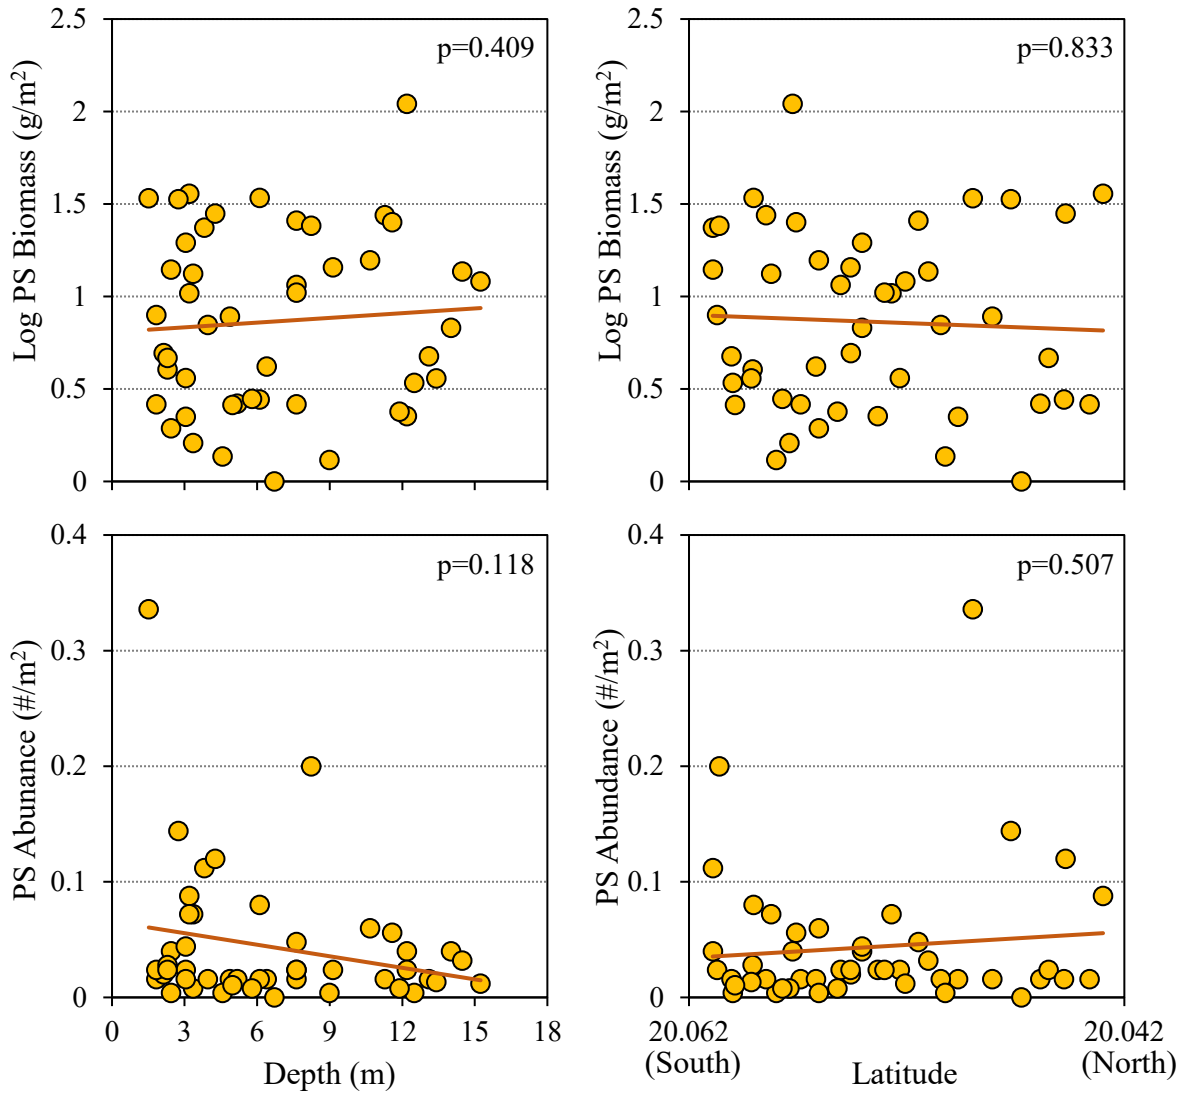 2.5
2
1.5
1
0.5
0
Log PS Biomass (g/m²)
p=0.409
2.5
2
1.5
1
0.5
0
Log PS Biomass (g/m²)
p=0.833
0.4
0.3
0.2
0.1
0
PS Abunance (#/m²)
p=0.118
0 3 6 9 12 15 18
Depth (m)
0.4
0.3
0.2
0.1
0
PS Abundance (#/m²)
p=0.507
20.062 20.042
(South) Latitude (North)